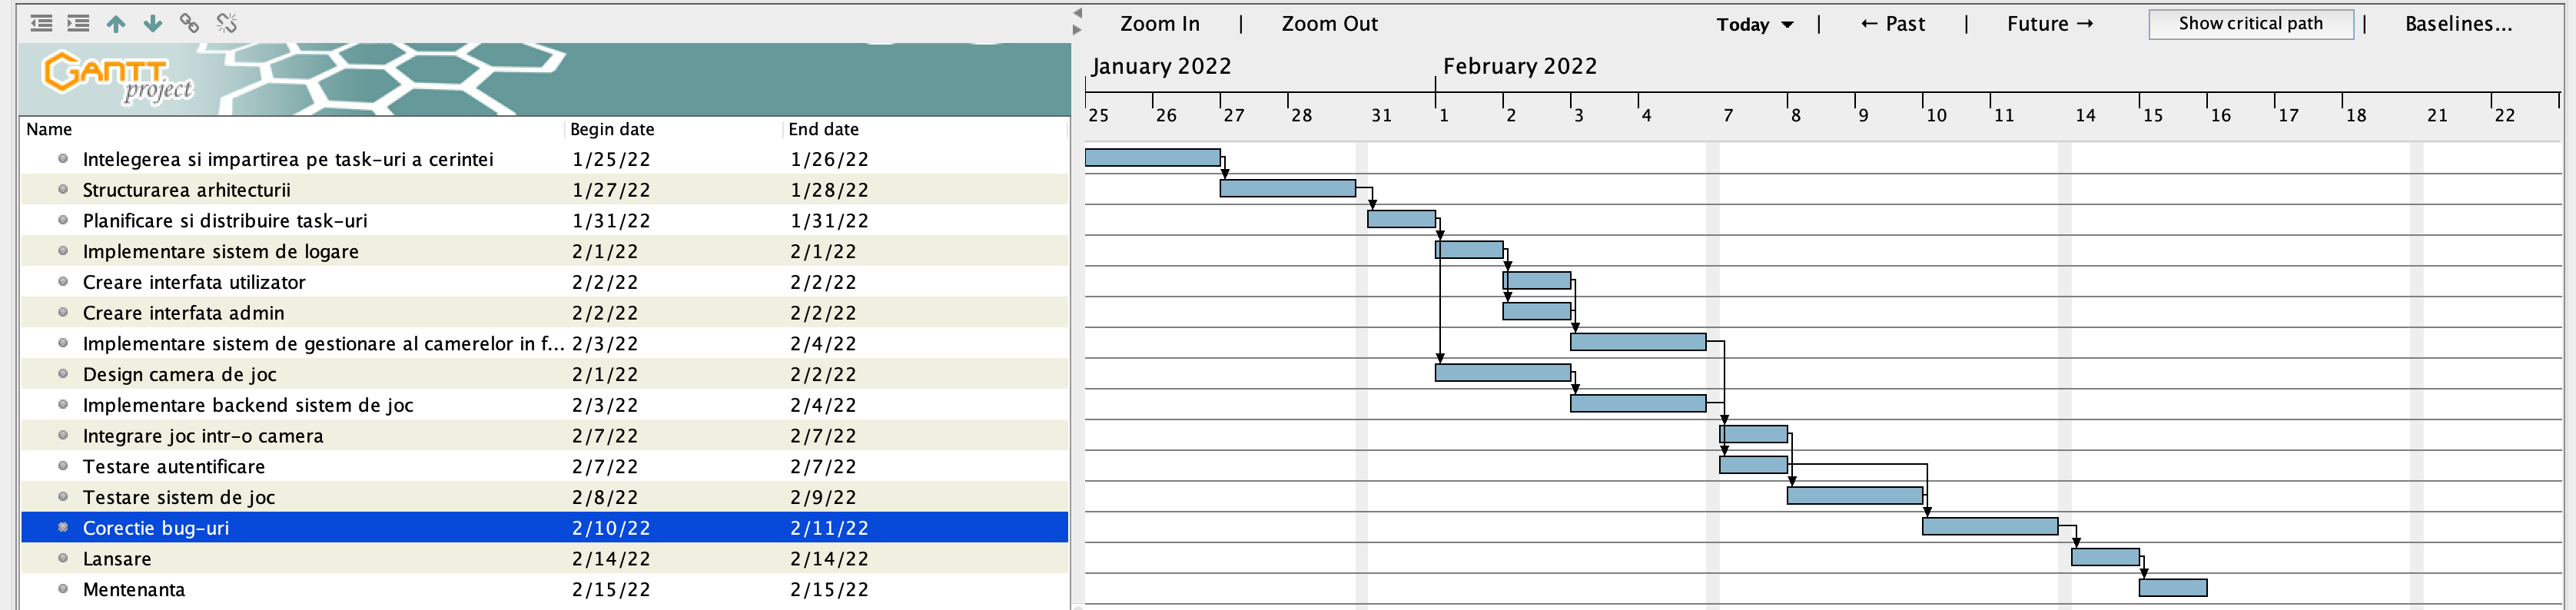 Zoom In | Zoom Out Today | ← Past | Future → Show critical path | Baselines...
GANTT project
January 2022 February 2022
25 26 27 28 31 1 2 3 4 7 8 9 10 11 14 15 16 17 18 21 22
Name Begin date End date
Intelegerea si impartirea pe task-uri a cerintei 1/25/22 1/26/22
Structurarea arhitecturii 1/27/22 1/28/22
Planificare si distribuire task-uri 1/31/22 1/31/22
Implementare sistem de logare 2/1/22 2/1/22
Creare interfata utilizator 2/2/22 2/2/22
Creare interfata admin 2/2/22 2/2/22
Implementare sistem de gestionare al camerelor in f... 2/3/22 2/4/22
Design camera de joc 2/1/22 2/2/22
Implementare backend sistem de joc 2/3/22 2/4/22
Integrare joc intr-o camera 2/7/22 2/7/22
Testare autentificare 2/7/22 2/7/22
Testare sistem de joc 2/8/22 2/9/22
Corectie bug-uri 2/10/22 2/11/22
Lansare 2/14/22 2/14/22
Mentenanta 2/15/22 2/15/22